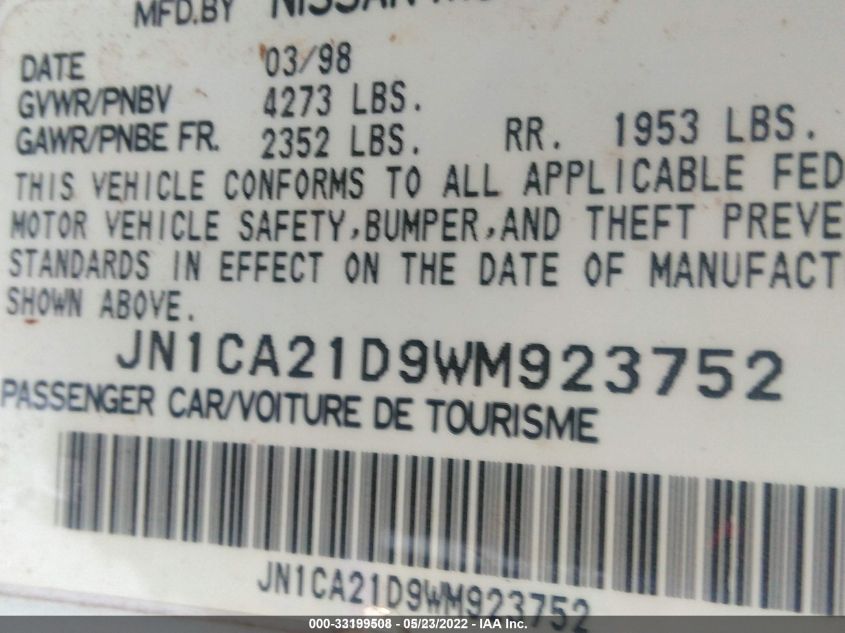 MFD.BY NISSAN
DATE 03/98
GVWR/PNBV 4273 LBS.
GAWR/PNBE FR. 2352 LBS. RR. 1953 LBS.
THIS VEHICLE CONFORMS TO ALL APPLICABLE FED
MOTOR VEHICLE SAFETY,BUMPER,AND THEFT PREVE
STANDARDS IN EFFECT ON THE DATE OF MANUFACT
SHOWN ABOVE.
JN1CA21D9WM923752
PASSENGER CAR/VOITURE DE TOURISME
JN1CA21D9WM923752
000-33199508 - 05/23/2022 - IAA Inc.